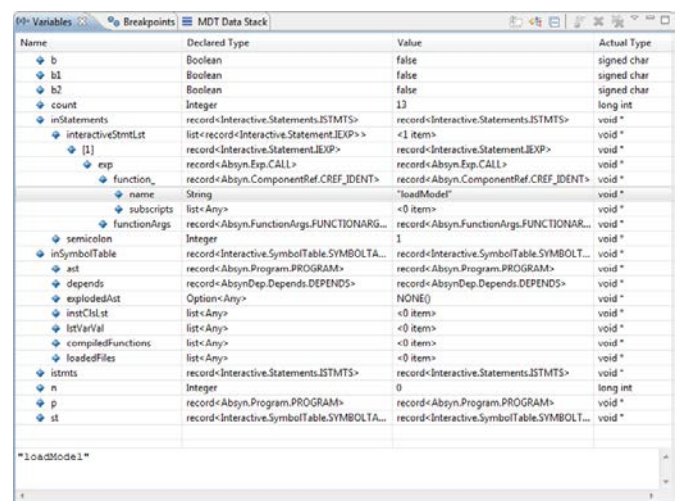 (x)= Variables Breakpoints MDT Data Stack
Name Declared Type Value Actual Type
b Boolean false signed char
b1 Boolean false signed char
b2 Boolean false signed char
count Integer 13 long int
inStatements record<Interactive.Statements.ISTMTS> record<Interactive.Statements.ISTMTS> void *
interactiveStmtLst list<record<Interactive.Statement.IEXP>> <1 item> void *
[1] record<Interactive.Statement.IEXP> record<Interactive.Statement.IEXP> void *
exp record<Absyn.Exp.CALL> record<Absyn.Exp.CALL> void *
function_ record<Absyn.ComponentRef.CREF_IDENT> record<Absyn.ComponentRef.CREF_IDENT> void *
name String "loadModel" void *
subscripts list<Any> <0 item> void *
functionArgs record<Absyn.FunctionArgs.FUNCTIONARG... record<Absyn.FunctionArgs.FUNCTIONAR... void *
semicolon Integer 1 void *
inSymbolTable record<Interactive.SymbolTable.SYMBOLTA... record<Interactive.SymbolTable.SYMBOLT... void *
ast record<Absyn.Program.PROGRAM> record<Absyn.Program.PROGRAM> void *
depends record<AbsynDep.Depends.DEPENDS> record<AbsynDep.Depends.DEPENDS> void *
explodedAst Option<Any> NONE() void *
instClsLst list<Any> <0 item> void *
lstVarVal list<Any> <0 item> void *
compiledFunctions list<Any> <0 item> void *
loadedFiles list<Any> <0 item> void *
istmts record<Interactive.Statements.ISTMTS> record<Interactive.Statements.ISTMTS> void *
n Integer 0 long int
p record<Absyn.Program.PROGRAM> record<Absyn.Program.PROGRAM> void *
st record<Interactive.SymbolTable.SYMBOLTA... record<Interactive.SymbolTable.SYMBOLT... void *
"loadModel"